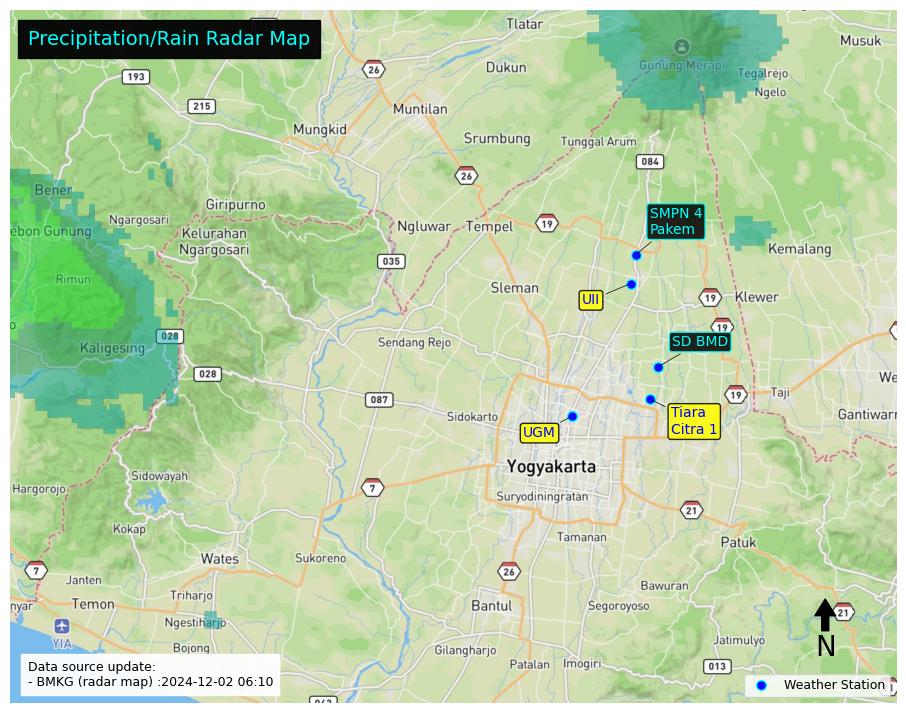 Precipitation/Rain Radar Map
Tlatar
Musuk
26
193
Dukun
Gunung Merapi
Tegalrejo
Ngelo
215
Muntilan
Mungkid
Srumbung
Tunggal Arum
084
26
Bener
Giripurno
SMPN 4
Pakem
Ngargosari
Ngluwar
Tempel
19
ebon Gunung
Kelurahan
Ngargosari
Kemalang
035
Rimun
Sleman
UII
19
Klewer
19
028
Kaligesing
Sendang Rejo
SD BMD
028
We
087
19
Taji
Sidokarto
Tiara
Citra 1
Gantiwarn
UGM
Yogyakarta
Sidowayah
Hargorojo
7
Suryodiningratan
21
Kokap
Tamanan
Patuk
Wates
Sukoreno
7
Janten
26
Bawuran
Triharjo
nyar
Temon
Bantul
Segoroyoso
21
Ngestiharjo
YIA
Bojong
Gilangharjo
Jatimulyo
N
Patalan
Imogiri
013
Data source update:
- BMKG (radar map) :2024-12-02 06:10
Weather Station